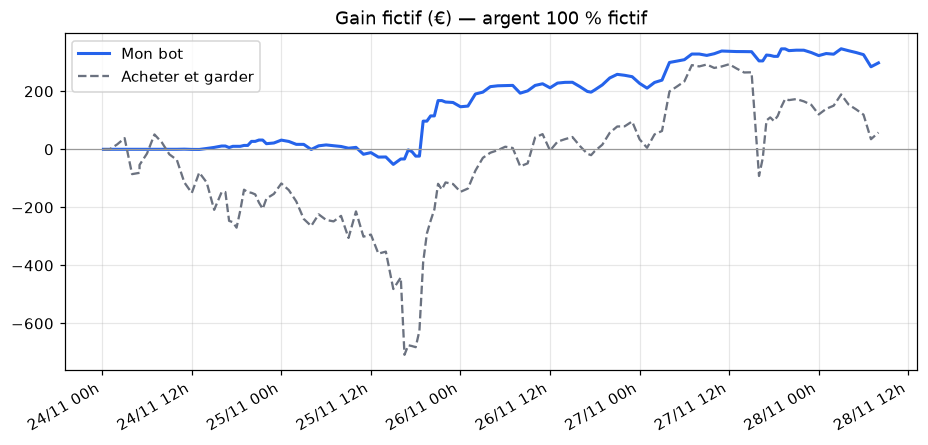 Gain fictif (€) — argent 100 % fictif
Mon bot
Acheter et garder
200
0
−200
−400
−600
24/11 00h
24/11 12h
25/11 00h
25/11 12h
26/11 00h
26/11 12h
27/11 00h
27/11 12h
28/11 00h
28/11 12h